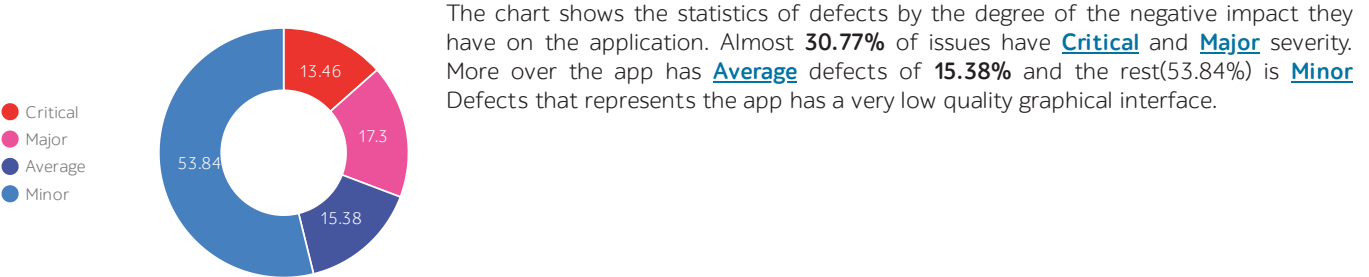 The chart shows the statistics of defects by the degree of the negative impact they
have on the application. Almost 30.77% of issues have Critical and Major severity.
More over the app has Average defects of 15.38% and the rest(53.84%) is Minor
Defects that represents the app has a very low quality graphical interface.
Critical
Major
Average
Minor
13.46
17.3
53.84
15.38